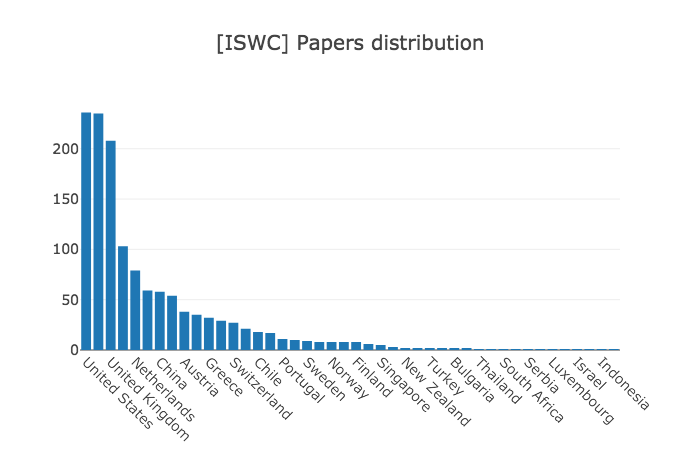 [ISWC] Papers distribution
200
150
100
50
0
United States
United Kingdom
Netherlands
China
Austria
Greece
Switzerland
Chile
Portugal
Sweden
Norway
Finland
Singapore
New Zealand
Turkey
Bulgaria
Thailand
South Africa
Serbia
Luxembourg
Israel
Indonesia